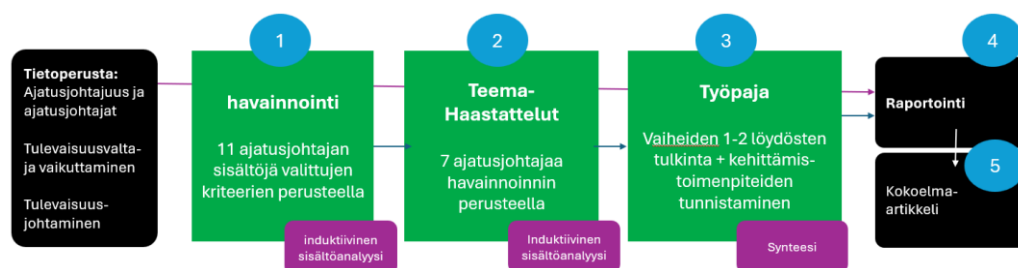 Tietoperusta:
Ajatusjohtajuus ja
ajatusjohtajat
Tulevaisuusvalta-
ja vaikuttaminen
Tulevaisuus-
johtaminen
1
havainnointi
11 ajatusjohtajan
sisältöjä valittujen
kriteerien perusteella
induktiivinen
sisältöanalyysi
2
Teema-
Haastattelut
7 ajatusjohtajaa
havainnoinnin
perusteella
Induktiivinen
sisältöanalyysi
3
Työpaja
Vaiheiden 1-2 löydösten
tulkinta + kehittämis-
toimenpiteiden
tunnistaminen
Synteesi
4
Raportointi
5
Kokoelma-
artikkeli